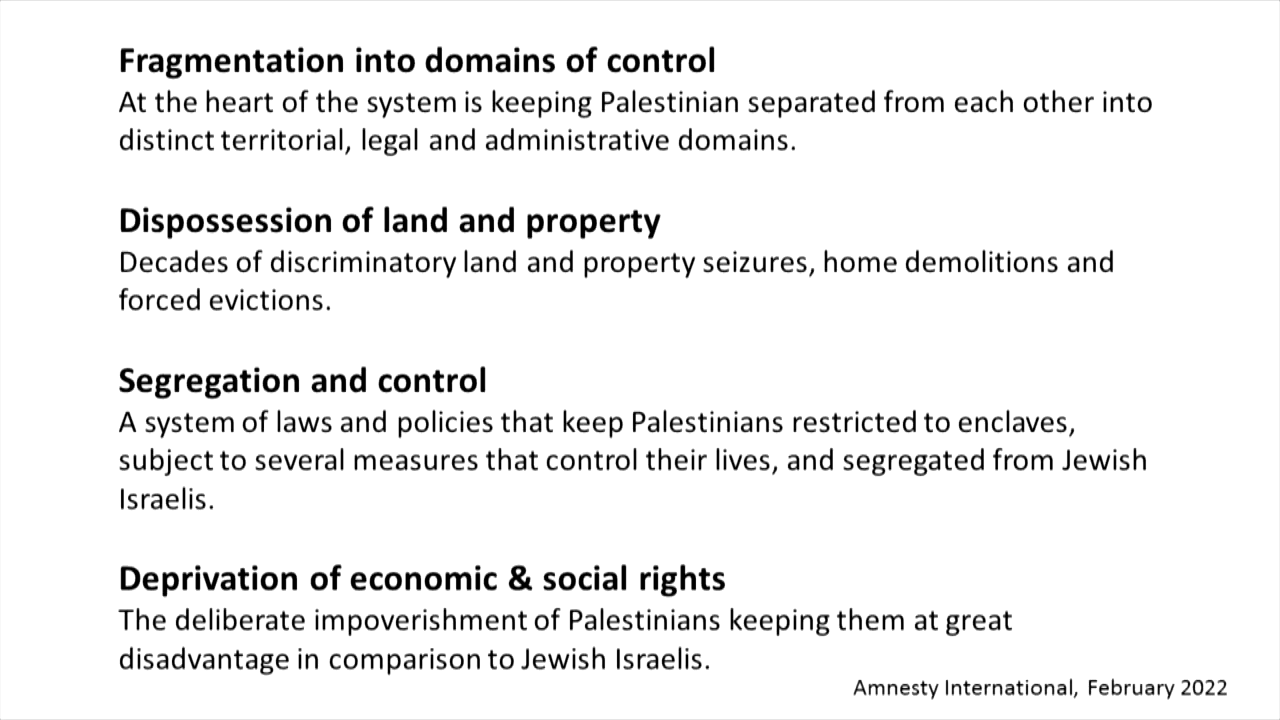 Fragmentation into domains of control
At the heart of the system is keeping Palestinian separated from each other into
distinct territorial, legal and administrative domains.
Dispossession of land and property
Decades of discriminatory land and property seizures, home demolitions and
forced evictions.
Segregation and control
A system of laws and policies that keep Palestinians restricted to enclaves,
subject to several measures that control their lives, and segregated from Jewish
Israelis.
Deprivation of economic & social rights
The deliberate impoverishment of Palestinians keeping them at great
disadvantage in comparison to Jewish Israelis.
Amnesty International, February 2022